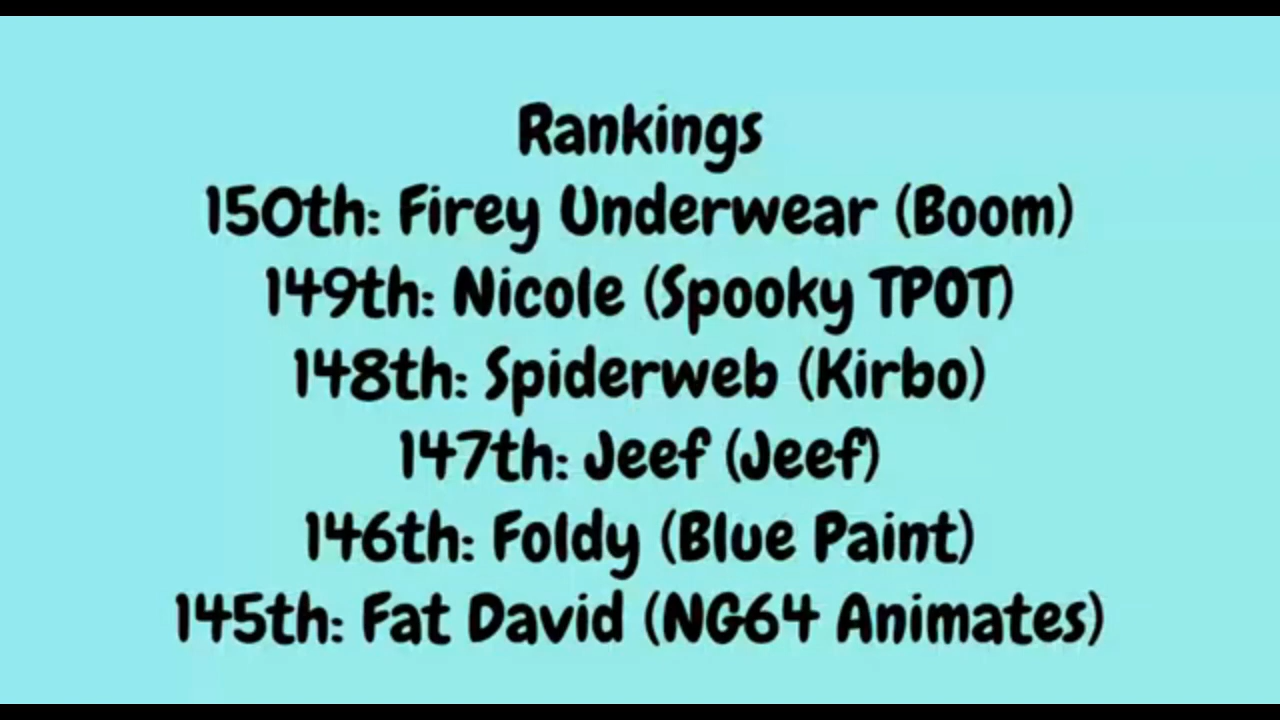 Rankings
150th: Firey Underwear (Boom)
149th: Nicole (Spooky TPOT)
148th: Spiderweb (Kirbo)
147th: Jeef (Jeef)
146th: Foldy (Blue Paint)
145th: Fat David (NG64 Animates)